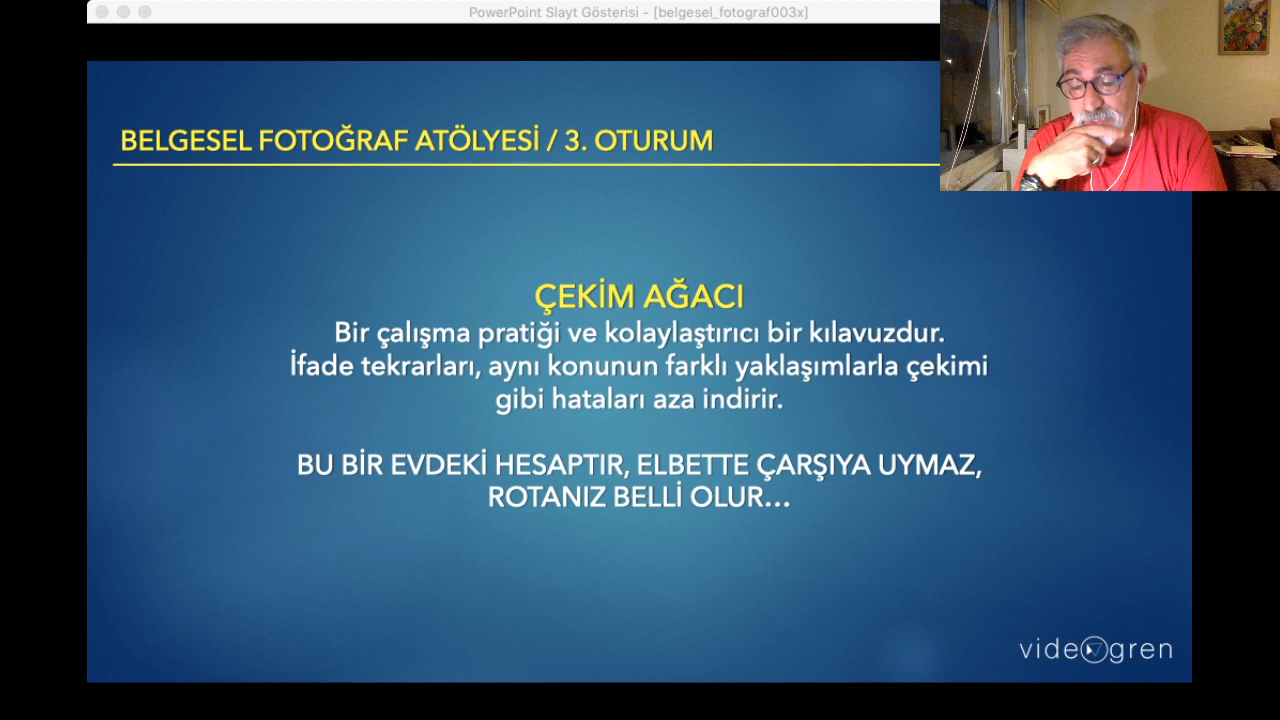 PowerPoint Slayt Gösterisi - [belgesel_fotograf003x]
BELGESEL FOTOĞRAF ATÖLYESİ / 3. OTURUM
ÇEKİM AĞACI
Bir çalışma pratiği ve kolaylaştırıcı bir kılavuzdur.
İfade tekrarları, aynı konunun farklı yaklaşımlarla çekimi
gibi hataları aza indirir.
BU BİR EVDEKİ HESAPTIR, ELBETTE ÇARŞIYA UYMAZ,
ROTANIZ BELLİ OLUR...
videogren